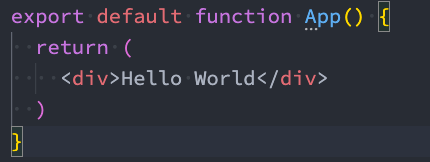 export default function App() {
  return (
    <div>Hello World</div>
  )
}